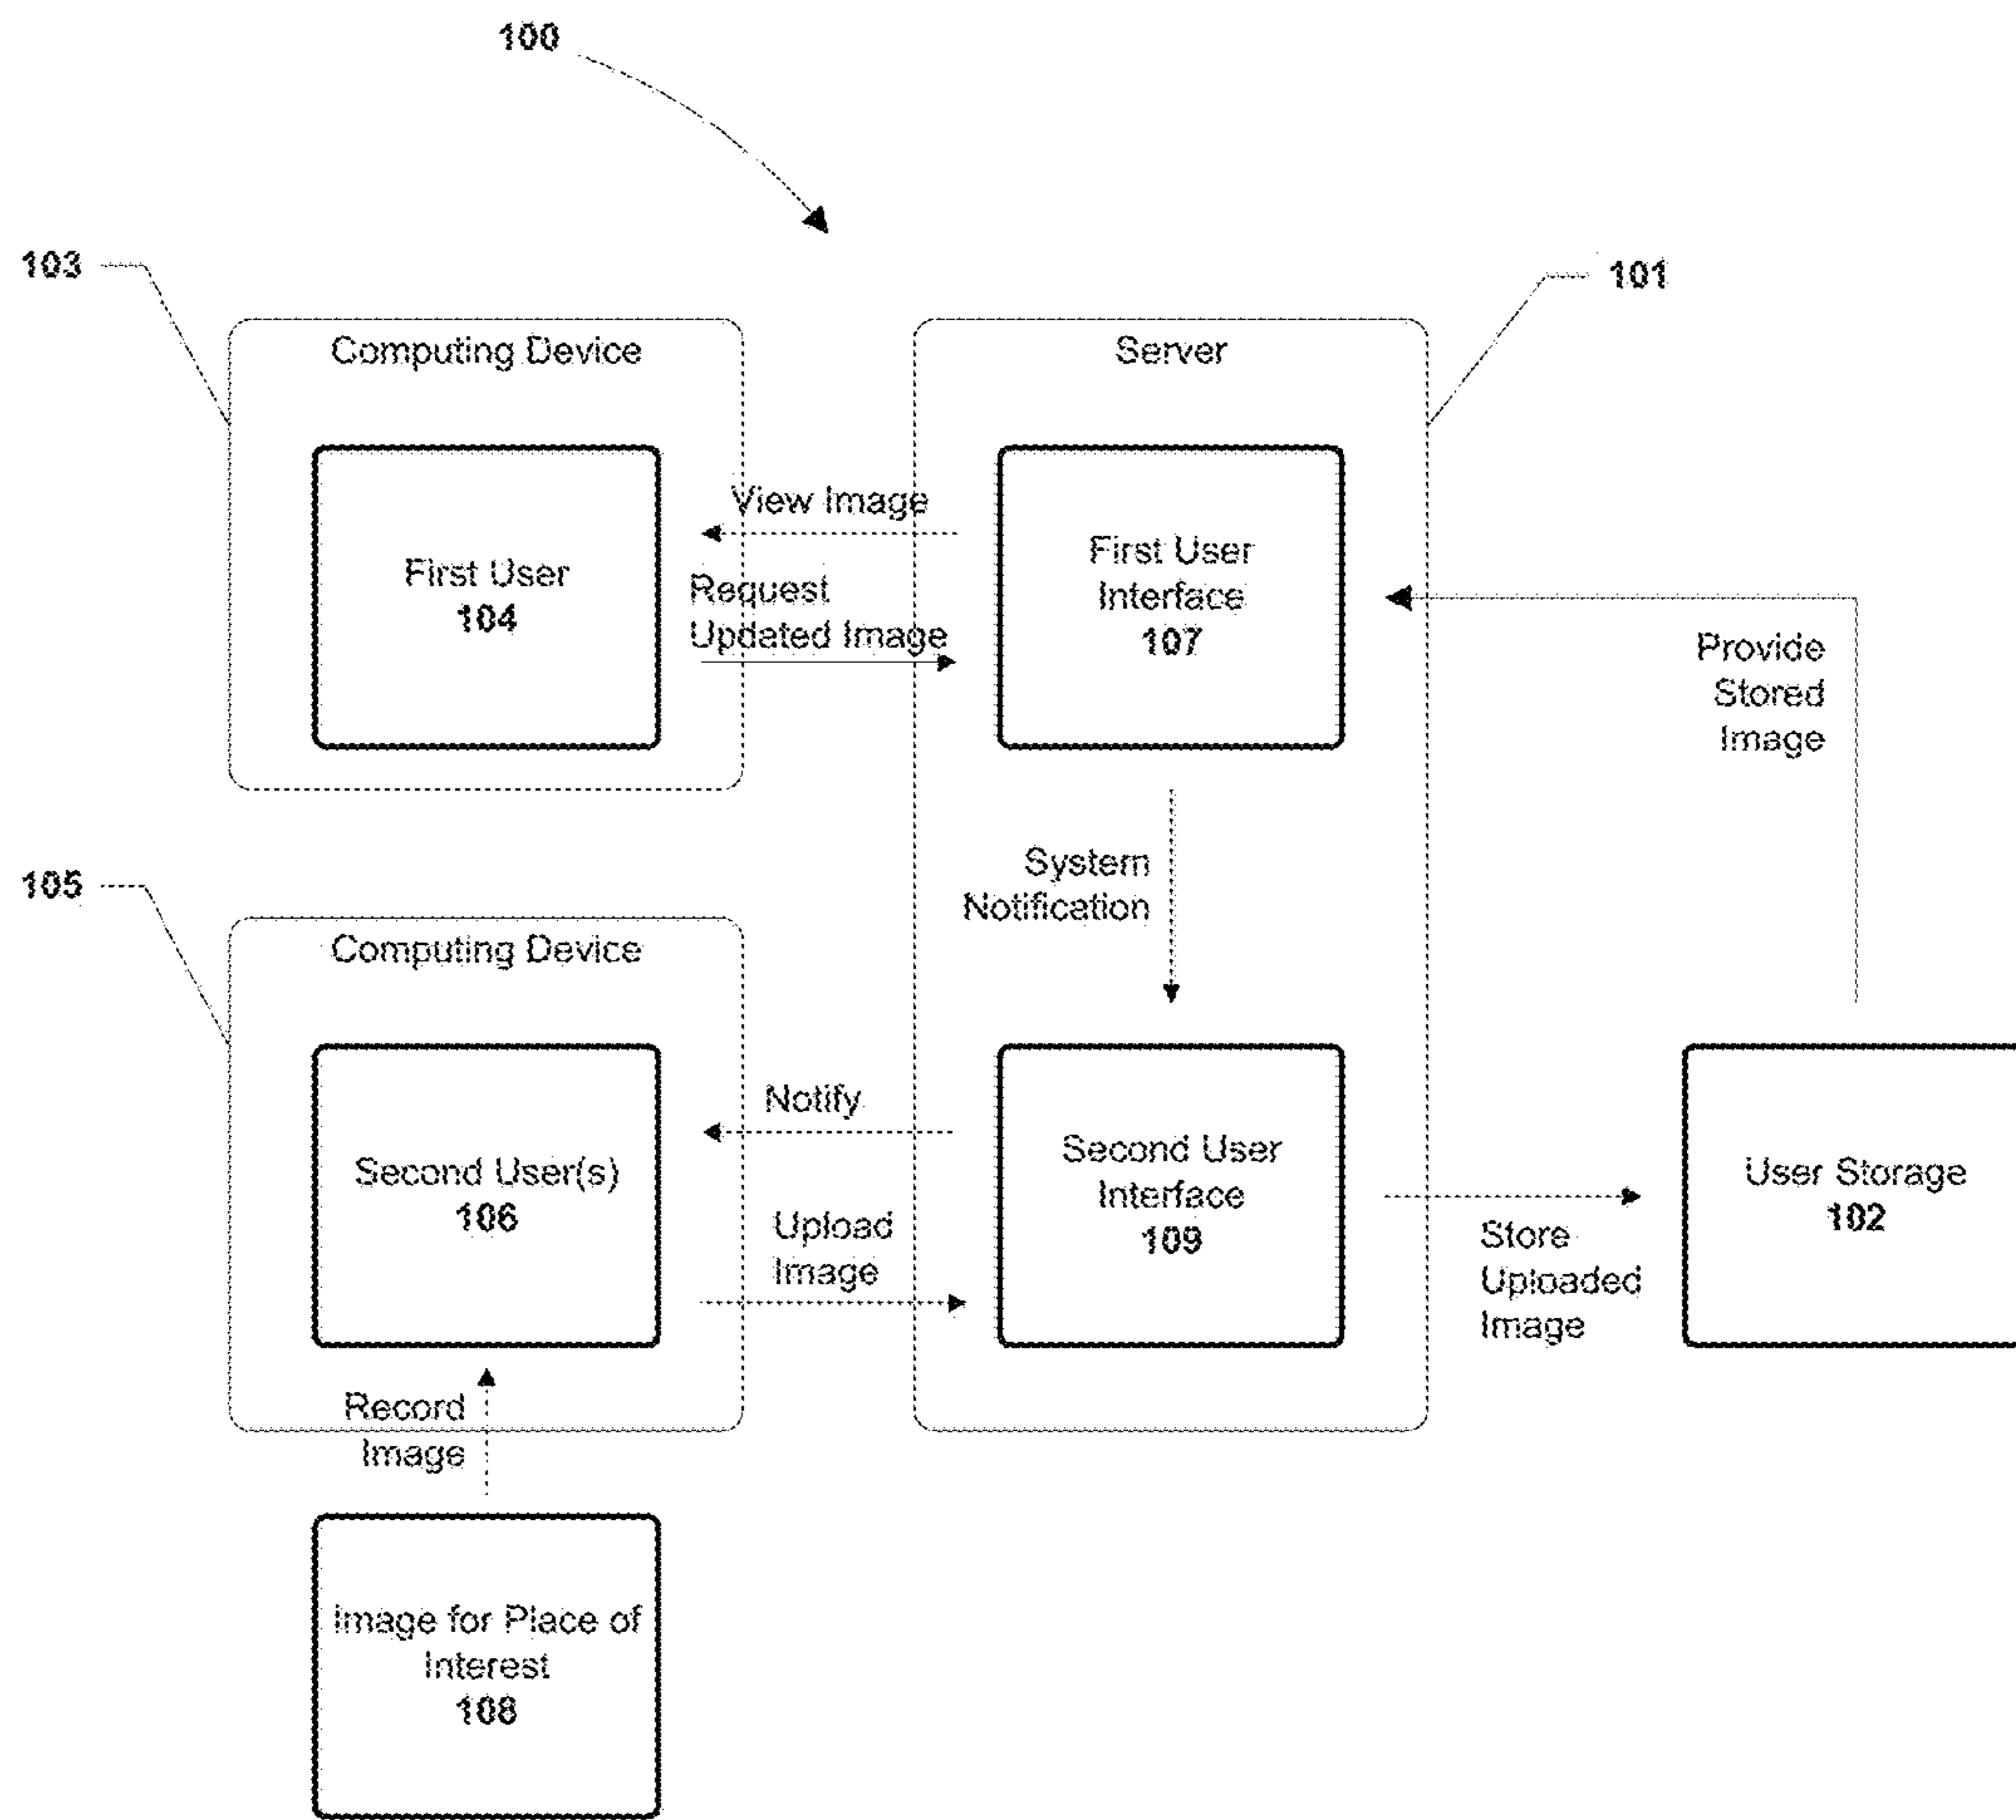 100
103
101
Computing Device
Server
View Image
First User
104
Request
Updated Image
First User
Interface
107
Provide
Stored
Image
System
Notification
105
Computing Device
Notify
Second User(s)
106
Upload
Image
Second User
Interface
109
Store
Uploaded
Image
User Storage
102
Record
Image
Image for Place of
Interest
108